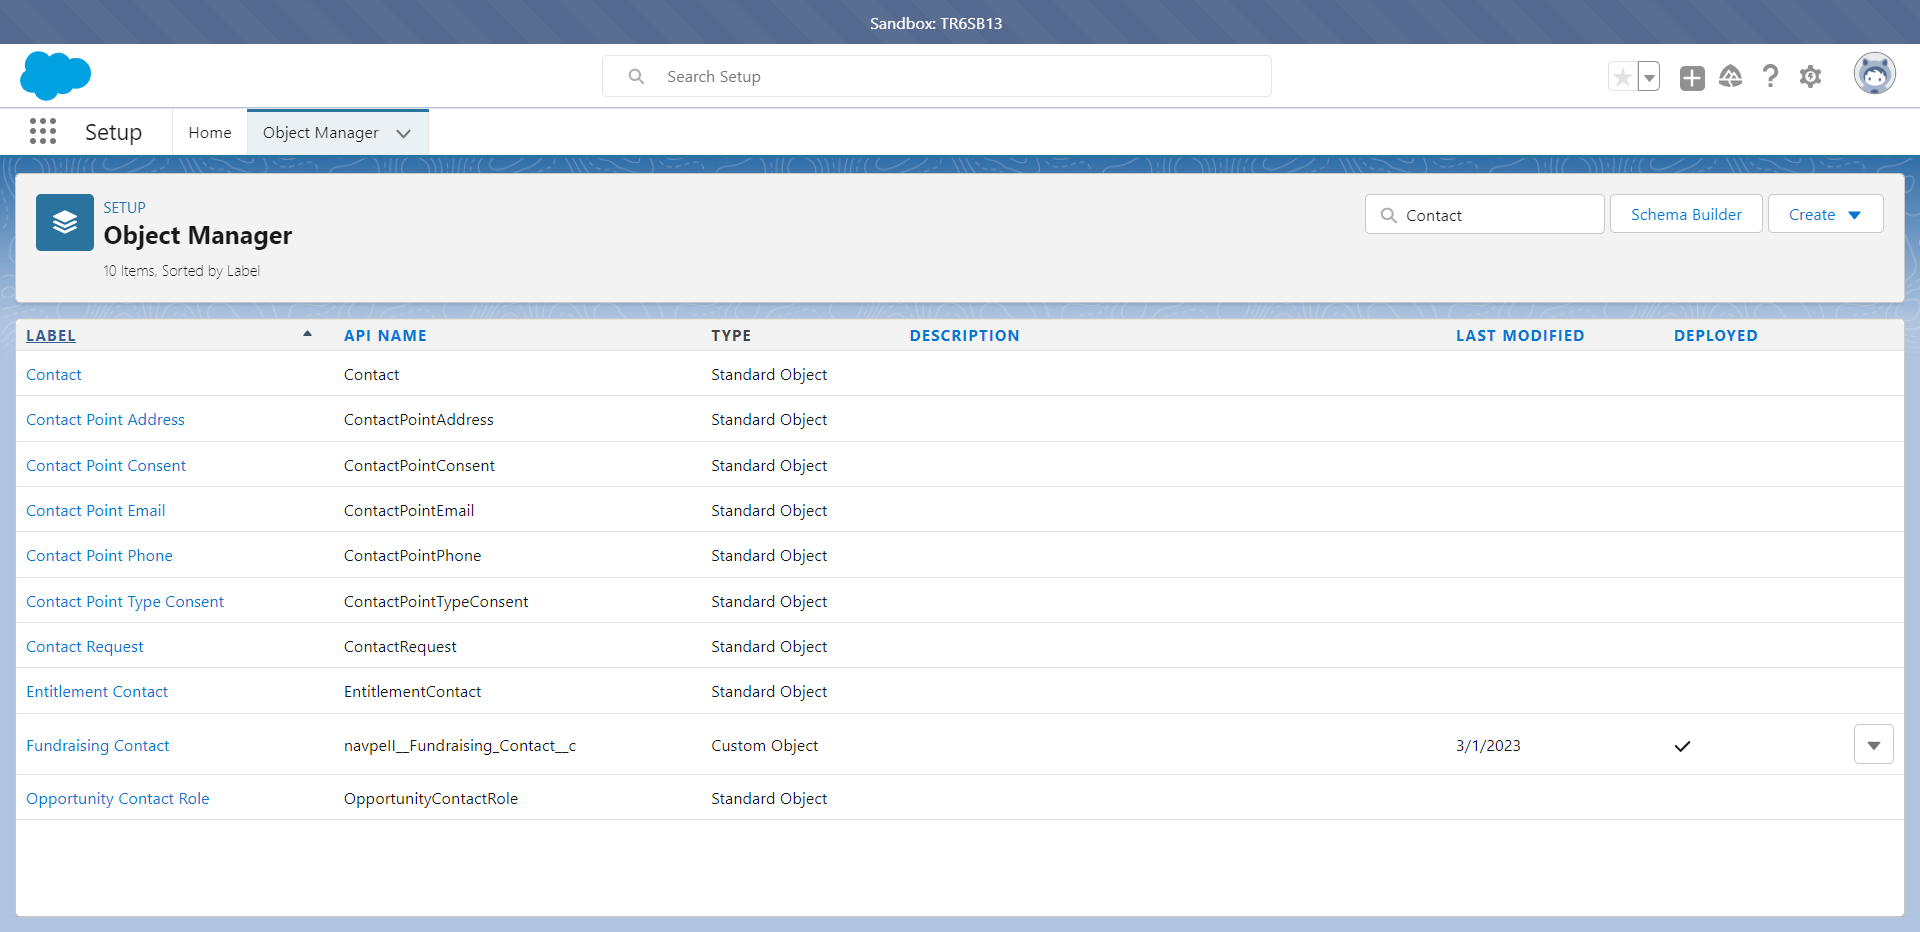 Sandbox: TR6SB13
Search Setup
Setup Home Object Manager
SETUP
Object Manager
10 Items, Sorted by Label
Contact Schema Builder Create
LABEL API NAME TYPE DESCRIPTION LAST MODIFIED DEPLOYED
Contact Contact Standard Object
Contact Point Address ContactPointAddress Standard Object
Contact Point Consent ContactPointConsent Standard Object
Contact Point Email ContactPointEmail Standard Object
Contact Point Phone ContactPointPhone Standard Object
Contact Point Type Consent ContactPointTypeConsent Standard Object
Contact Request ContactRequest Standard Object
Entitlement Contact EntitlementContact Standard Object
Fundraising Contact navpeII__Fundraising_Contact__c Custom Object 3/1/2023
Opportunity Contact Role OpportunityContactRole Standard Object